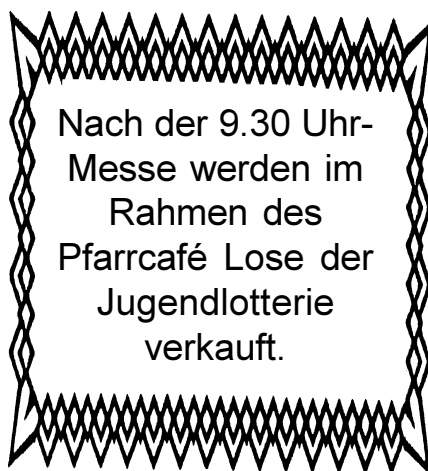 Nach der 9.30 Uhr-
Messe werden im
Rahmen des
Pfarrcafé Lose der
Jugendlotterie
verkauft.